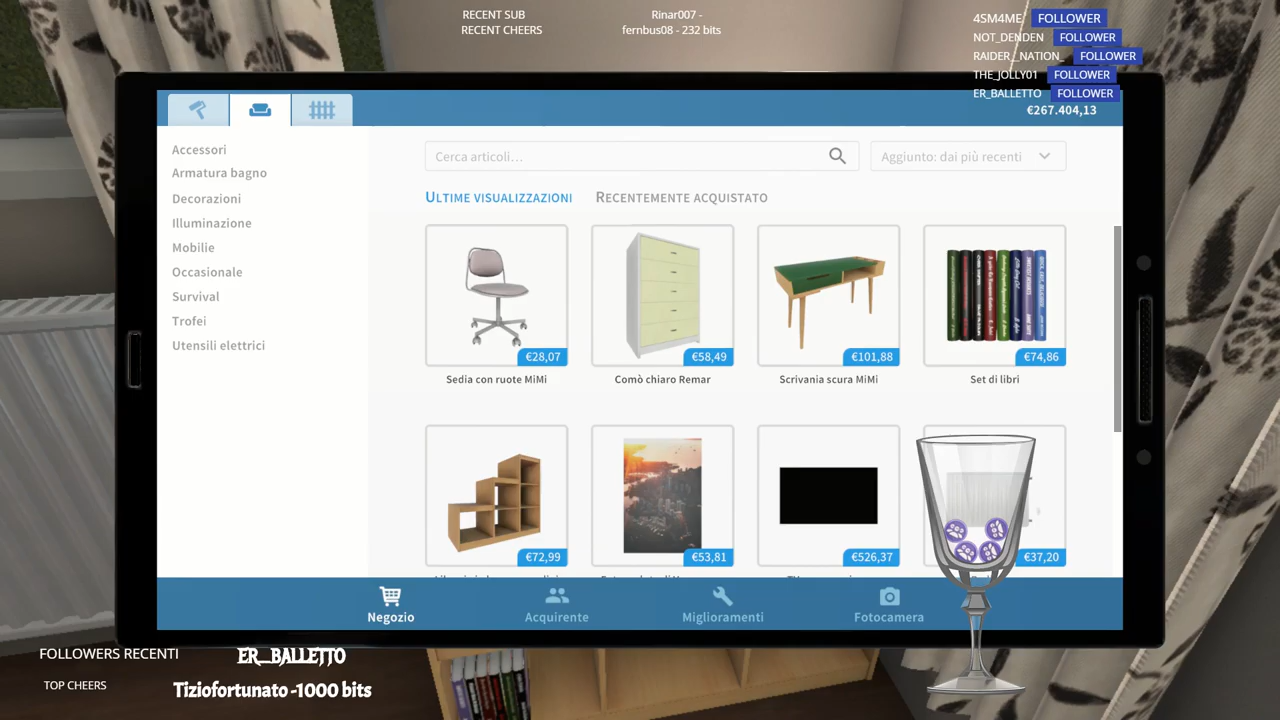 RECENT SUB
Rinar007 -
RECENT CHEERS
fernbus08 - 232 bits
4SM4ME FOLLOWER
NOT_DENDEN FOLLOWER
RAIDER_NATION_ FOLLOWER
THE_JOLLY01 FOLLOWER
ER_BALLETTO FOLLOWER
€267.404,13
Accessori
Armatura bagno
Decorazioni
Illuminazione
Mobilie
Occasionale
Survival
Trofei
Utensili elettrici
Cerca articoli...
Aggiunto: dai più recenti
ULTIME VISUALIZZAZIONI
RECENTEMENTE ACQUISTATO
€28,07
Sedia con ruote MiMi
€58,49
Comò chiaro Remar
€101,88
Scrivania scura MiMi
€74,86
Set di libri
€72,99
€53,81
€526,37
€37,20
Negozio
Acquirente
Miglioramenti
Fotocamera
FOLLOWERS RECENTI
ER_BALLETTO
TOP CHEERS
Tiziofortunato -1000 bits